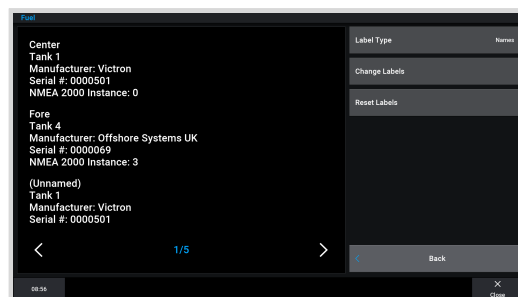 Fuel
Center
Tank 1
Manufacturer: Victron
Serial #: 0000501
NMEA 2000 Instance: 0
Fore
Tank 4
Manufacturer: Offshore Systems UK
Serial #: 0000069
NMEA 2000 Instance: 3
(Unnamed)
Tank 1
Manufacturer: Victron
Serial #: 0000501
1/5
Label Type Names
Change Labels
Reset Labels
Back
08:56
Close